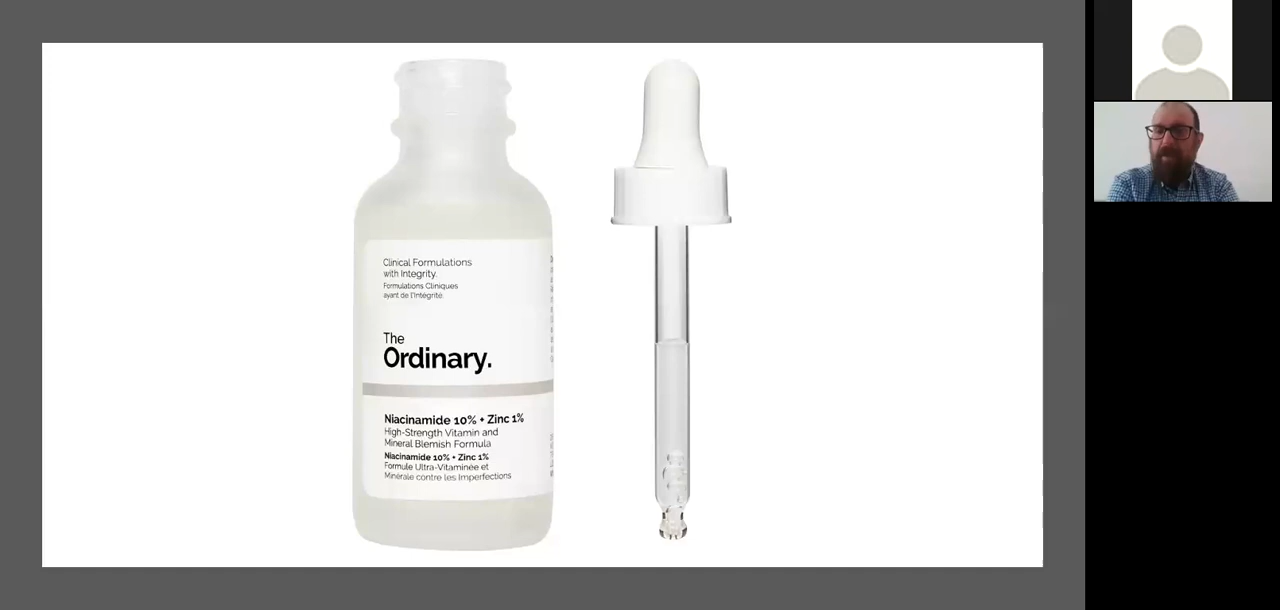 Clinical Formulations
with Integrity.
Formulations Cliniques
ayant de l'Intégrité.
The
Ordinary.
Niacinamide 10% + Zinc 1%
High-Strength Vitamin and
Mineral Blemish Formula
Niacinamide 10% + Zinc 1%
Formule Ultra-Vitaminée et
Minérale contre les Imperfections